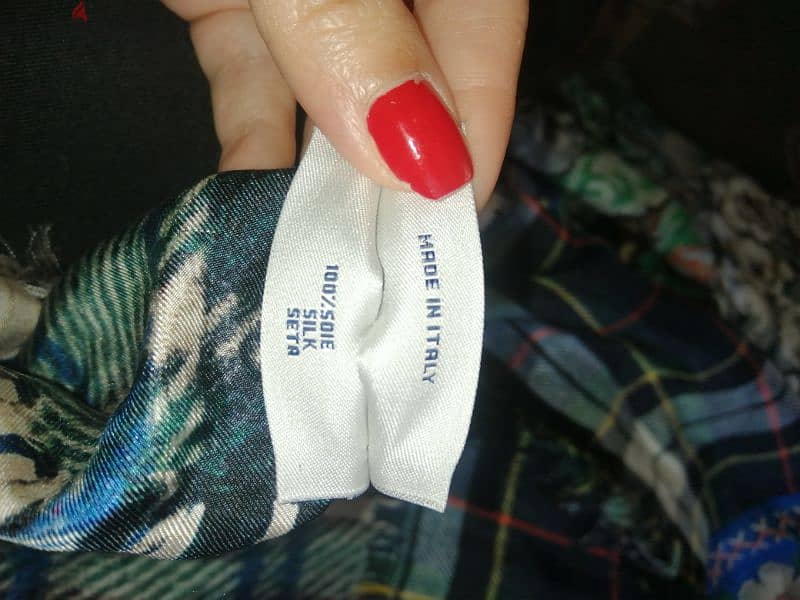 100% SOIE
SILK
SETA
MADE IN ITALY